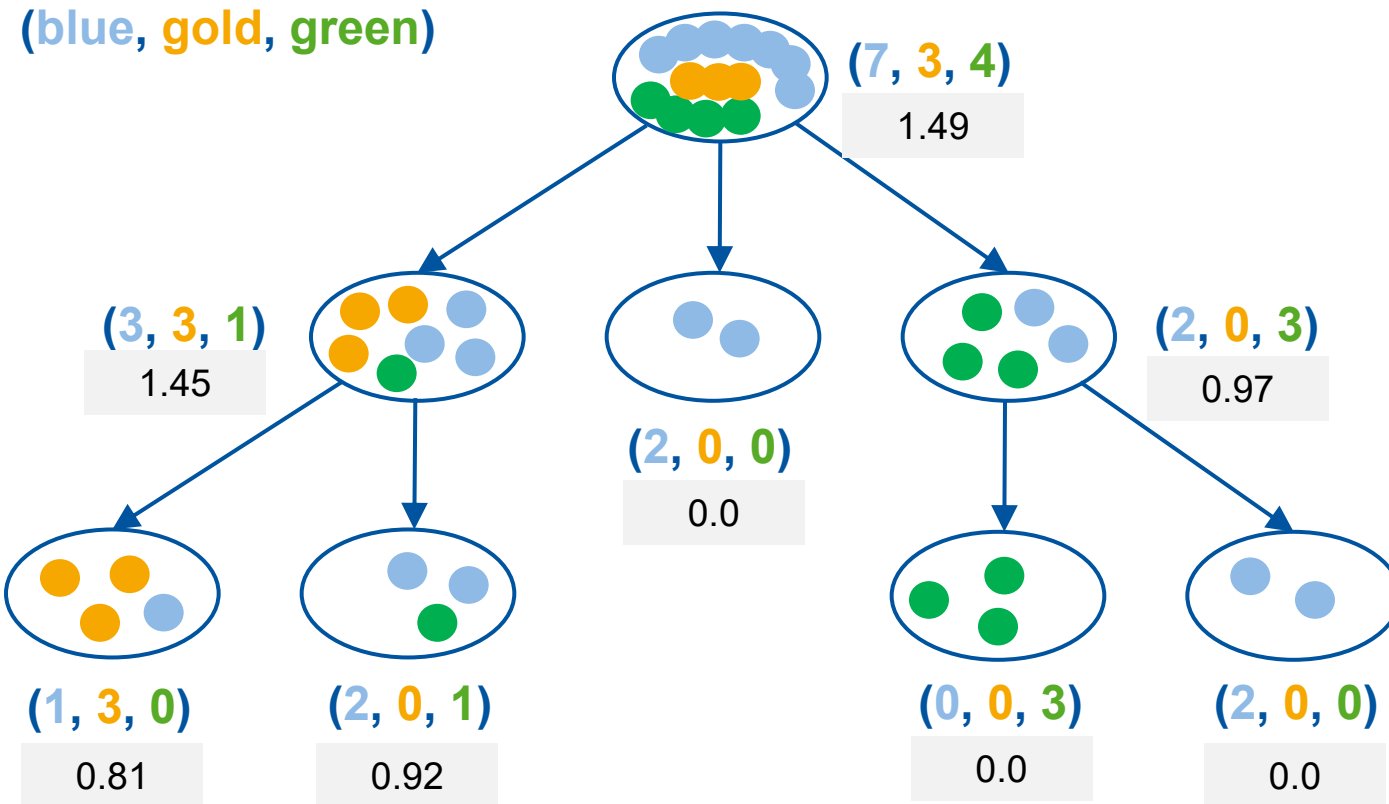 (blue, gold, green)
(7, 3, 4)
1.49
(3, 3, 1)
1.45
(2, 0, 0)
0.0
(2, 0, 3)
0.97
(1, 3, 0)
0.81
(2, 0, 1)
0.92
(0, 0, 3)
0.0
(2, 0, 0)
0.0